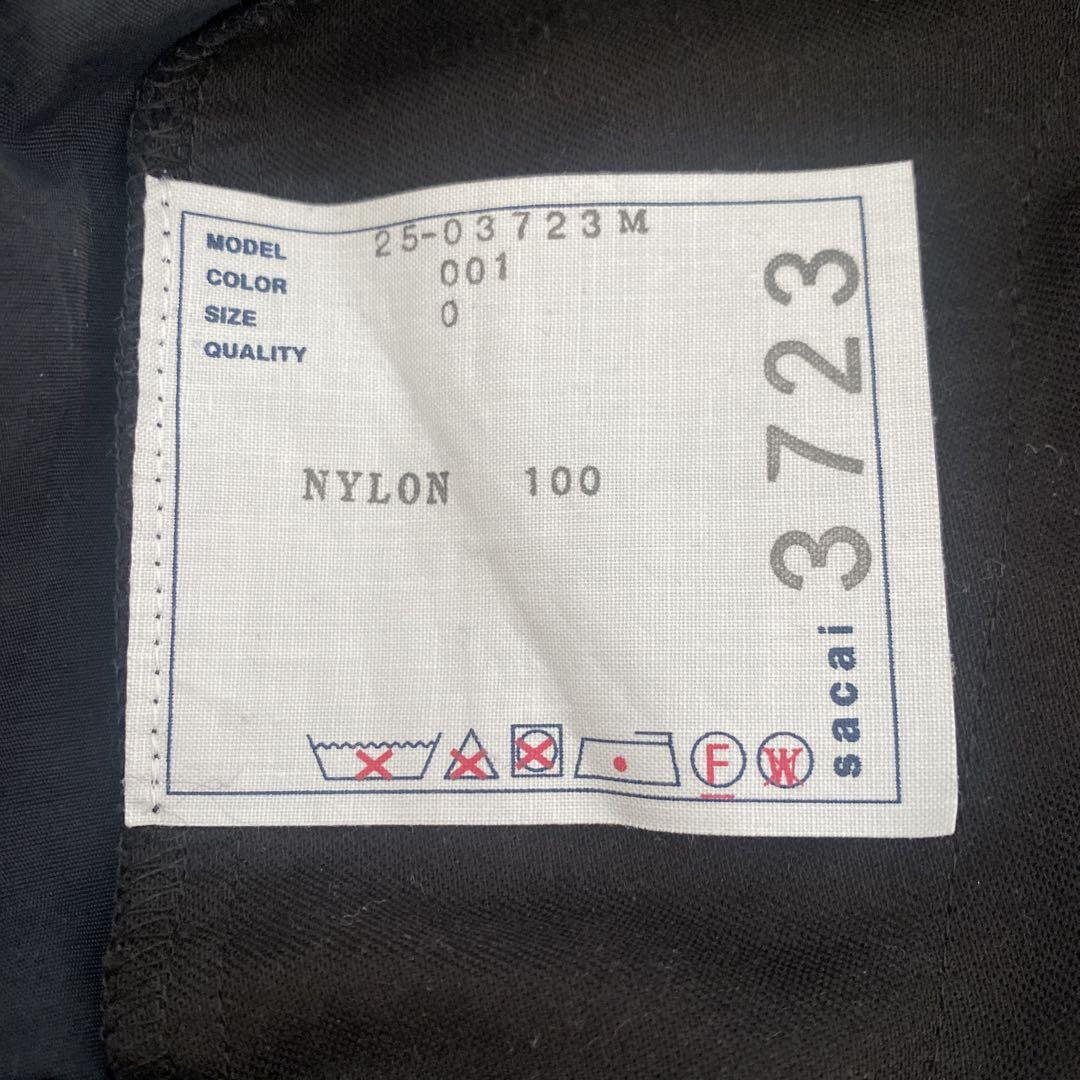 MODEL 25-03723M
COLOR 001
SIZE 0
QUALITY
NYLON 100
F
W
sacai 3723